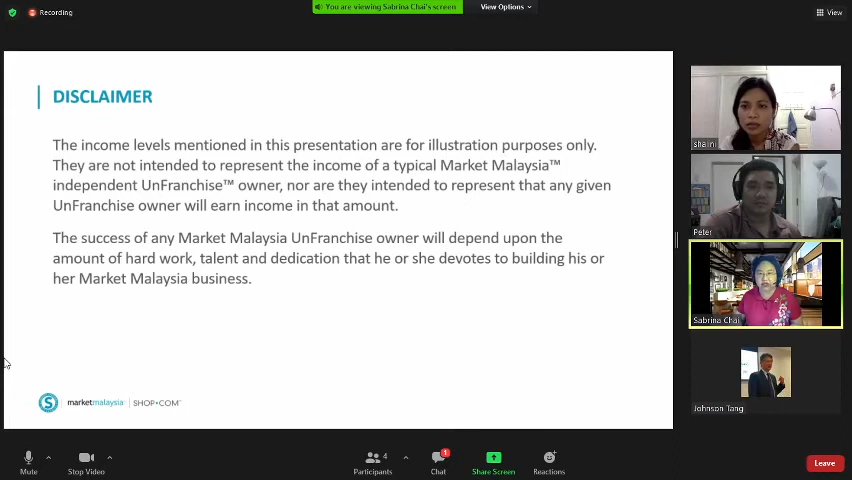 Recording
You are viewing Sabrina Chai's screen
View Options
View
DISCLAIMER
The income levels mentioned in this presentation are for illustration purposes only.
They are not intended to represent the income of a typical Market Malaysia™
independent UnFranchise™ owner, nor are they intended to represent that any given
UnFranchise owner will earn income in that amount.
The success of any Market Malaysia UnFranchise owner will depend upon the
amount of hard work, talent and dedication that he or she devotes to building his or
her Market Malaysia business.
S marketmalaysia SHOP•COM
shalini
Peter
Sabrina Chai
Johnson Tang
Mute
Stop Video
4
Participants
1
Chat
Share Screen
Reactions
Leave